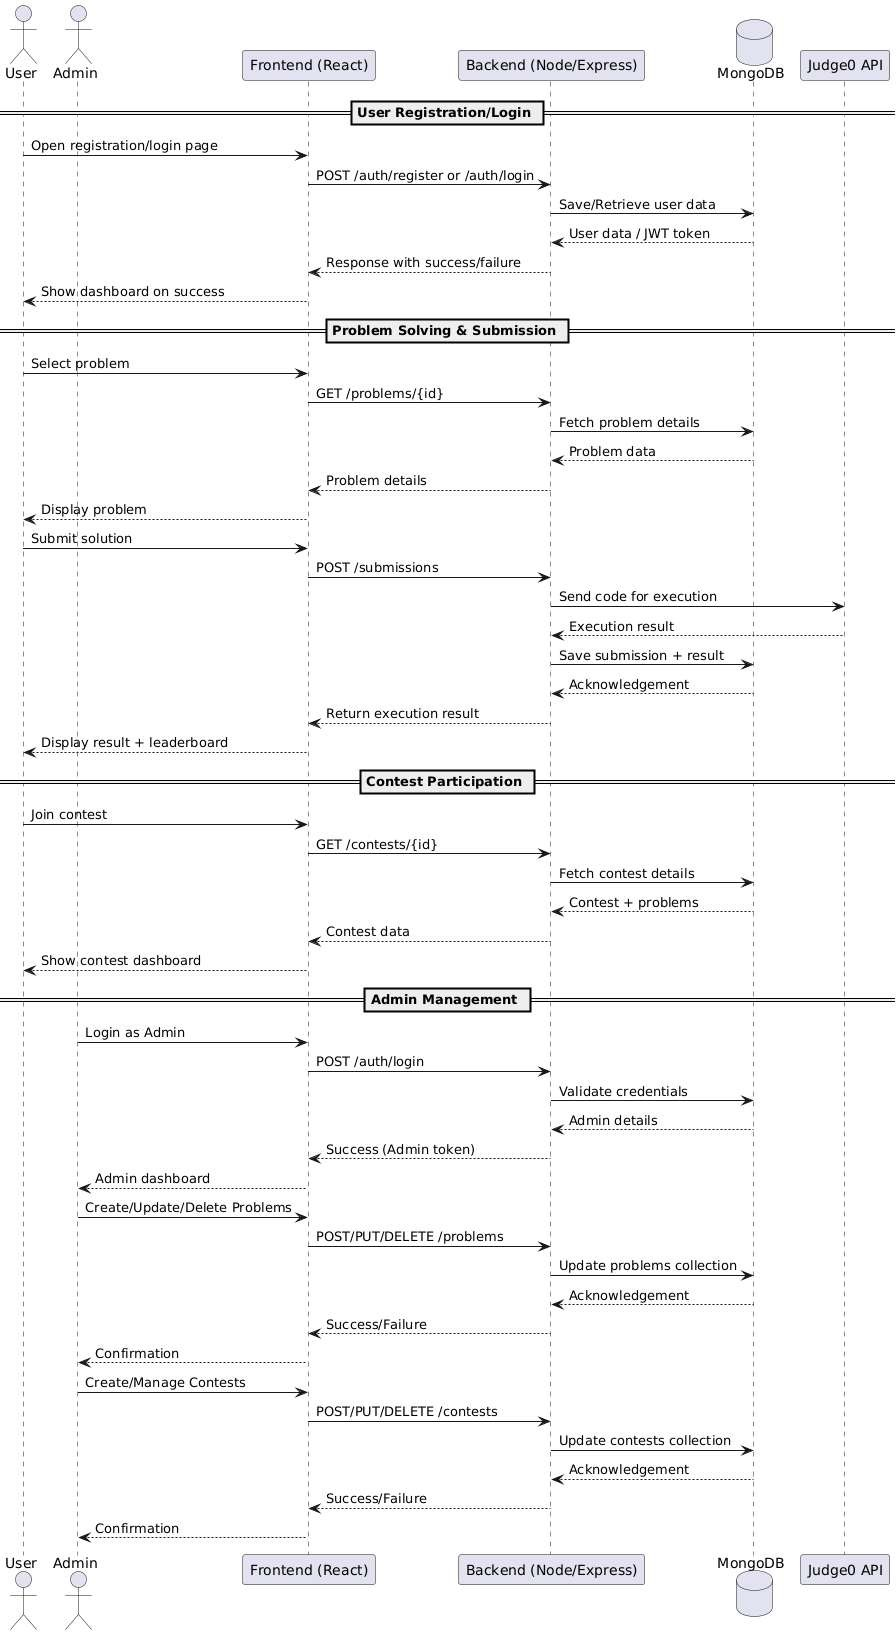 User
Admin
Frontend (React)
Backend (Node/Express)
MongoDB
Judge0 API
User Registration/Login
Open registration/login page
POST /auth/register or /auth/login
Save/Retrieve user data
User data / JWT token
Response with success/failure
Show dashboard on success
Problem Solving & Submission
Select problem
GET /problems/{id}
Fetch problem details
Problem data
Problem details
Display problem
Submit solution
POST /submissions
Send code for execution
Execution result
Save submission + result
Acknowledgement
Return execution result
Display result + leaderboard
Contest Participation
Join contest
GET /contests/{id}
Fetch contest details
Contest + problems
Contest data
Show contest dashboard
Admin Management
Login as Admin
POST /auth/login
Validate credentials
Admin details
Success (Admin token)
Admin dashboard
Create/Update/Delete Problems
POST/PUT/DELETE /problems
Update problems collection
Acknowledgement
Success/Failure
Confirmation
Create/Manage Contests
POST/PUT/DELETE /contests
Update contests collection
Acknowledgement
Success/Failure
Confirmation
User
Admin
Frontend (React)
Backend (Node/Express)
MongoDB
Judge0 API